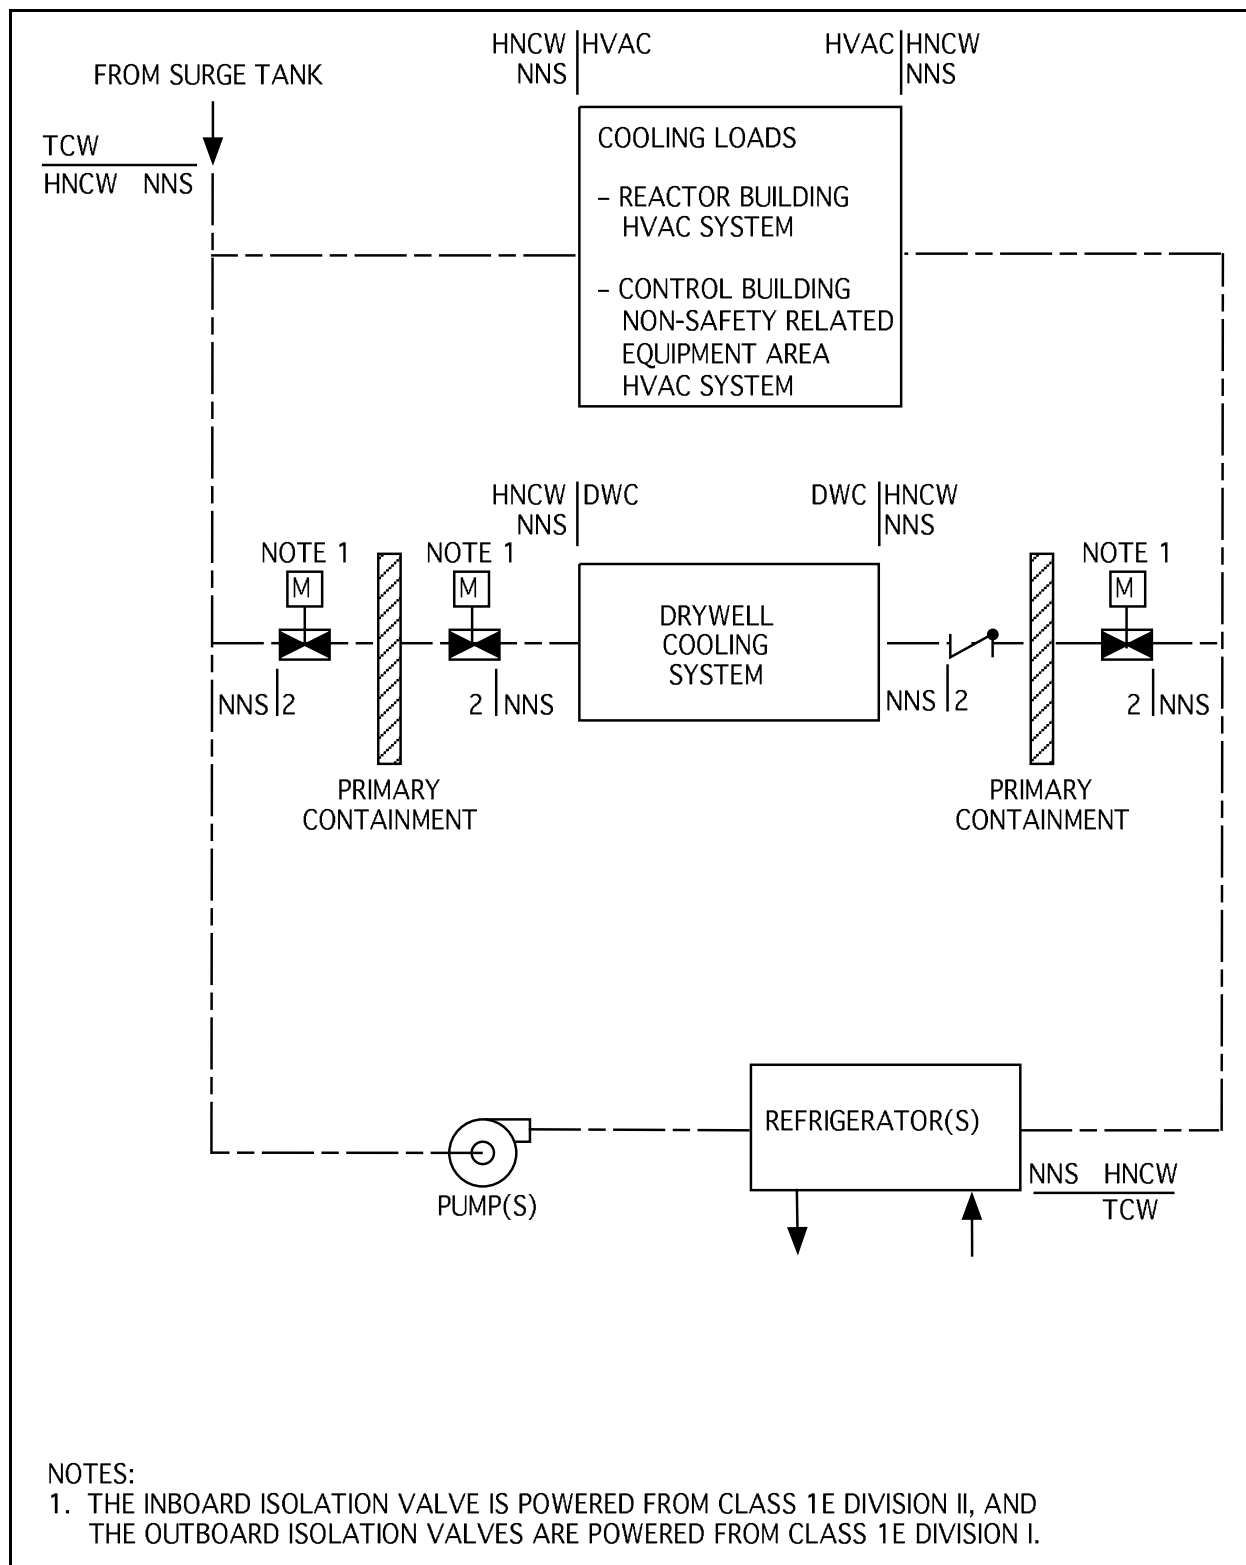 HNCW HVAC
NNS
HVAC HNCW
NNS
FROM SURGE TANK
TCW
HNCW NNS
COOLING LOADS
– REACTOR BUILDING
HVAC SYSTEM
– CONTROL BUILDING
NON-SAFETY RELATED
EQUIPMENT AREA
HVAC SYSTEM
HNCW DWC
NNS
DWC HNCW
NNS
NOTE 1
M
NOTE 1
M
NOTE 1
M
DRYWELL
COOLING
SYSTEM
NNS 2
2 NNS
NNS 2
2 NNS
PRIMARY
CONTAINMENT
PRIMARY
CONTAINMENT
REFRIGERATOR(S)
PUMP(S)
NNS HNCW
TCW
NOTES:
1. THE INBOARD ISOLATION VALVE IS POWERED FROM CLASS 1E DIVISION II, AND
THE OUTBOARD ISOLATION VALVES ARE POWERED FROM CLASS 1E DIVISION I.